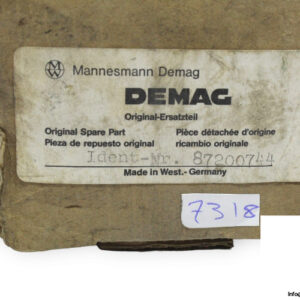 Mannesmann Demag
DEMAG
Original-Ersatzteil
Original Spare Part Pièce détachée d'origine
Pieza de repuesto original ricambio originale
Ident-Nr. 87200744
Made in West.-Germany
7318